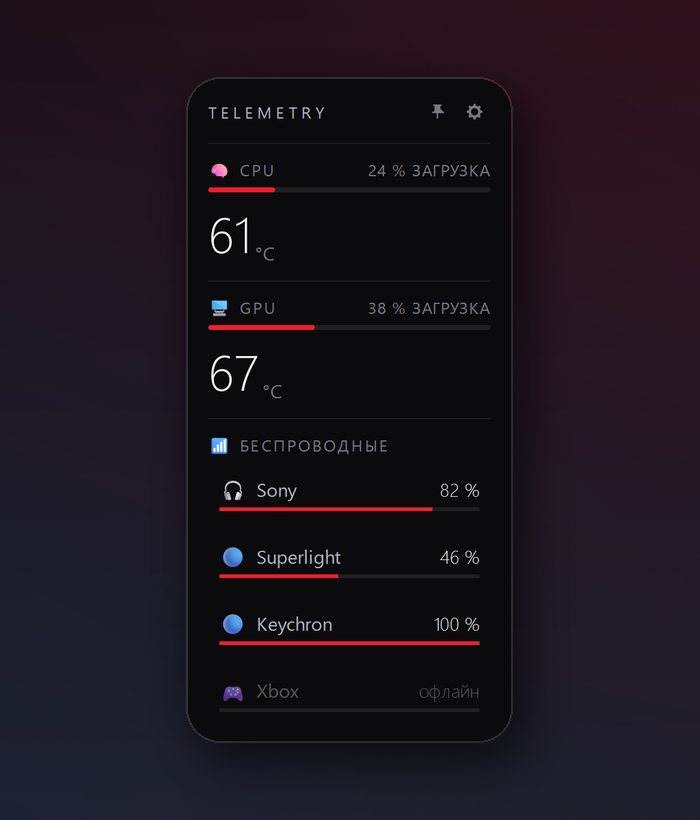 TELEMETRY
CPU 24 % ЗАГРУЗКА
61 °C
GPU 38 % ЗАГРУЗКА
67 °C
БЕСПРОВОДНЫЕ
Sony 82 %
Superlight 46 %
Keychron 100 %
Xbox офлайн